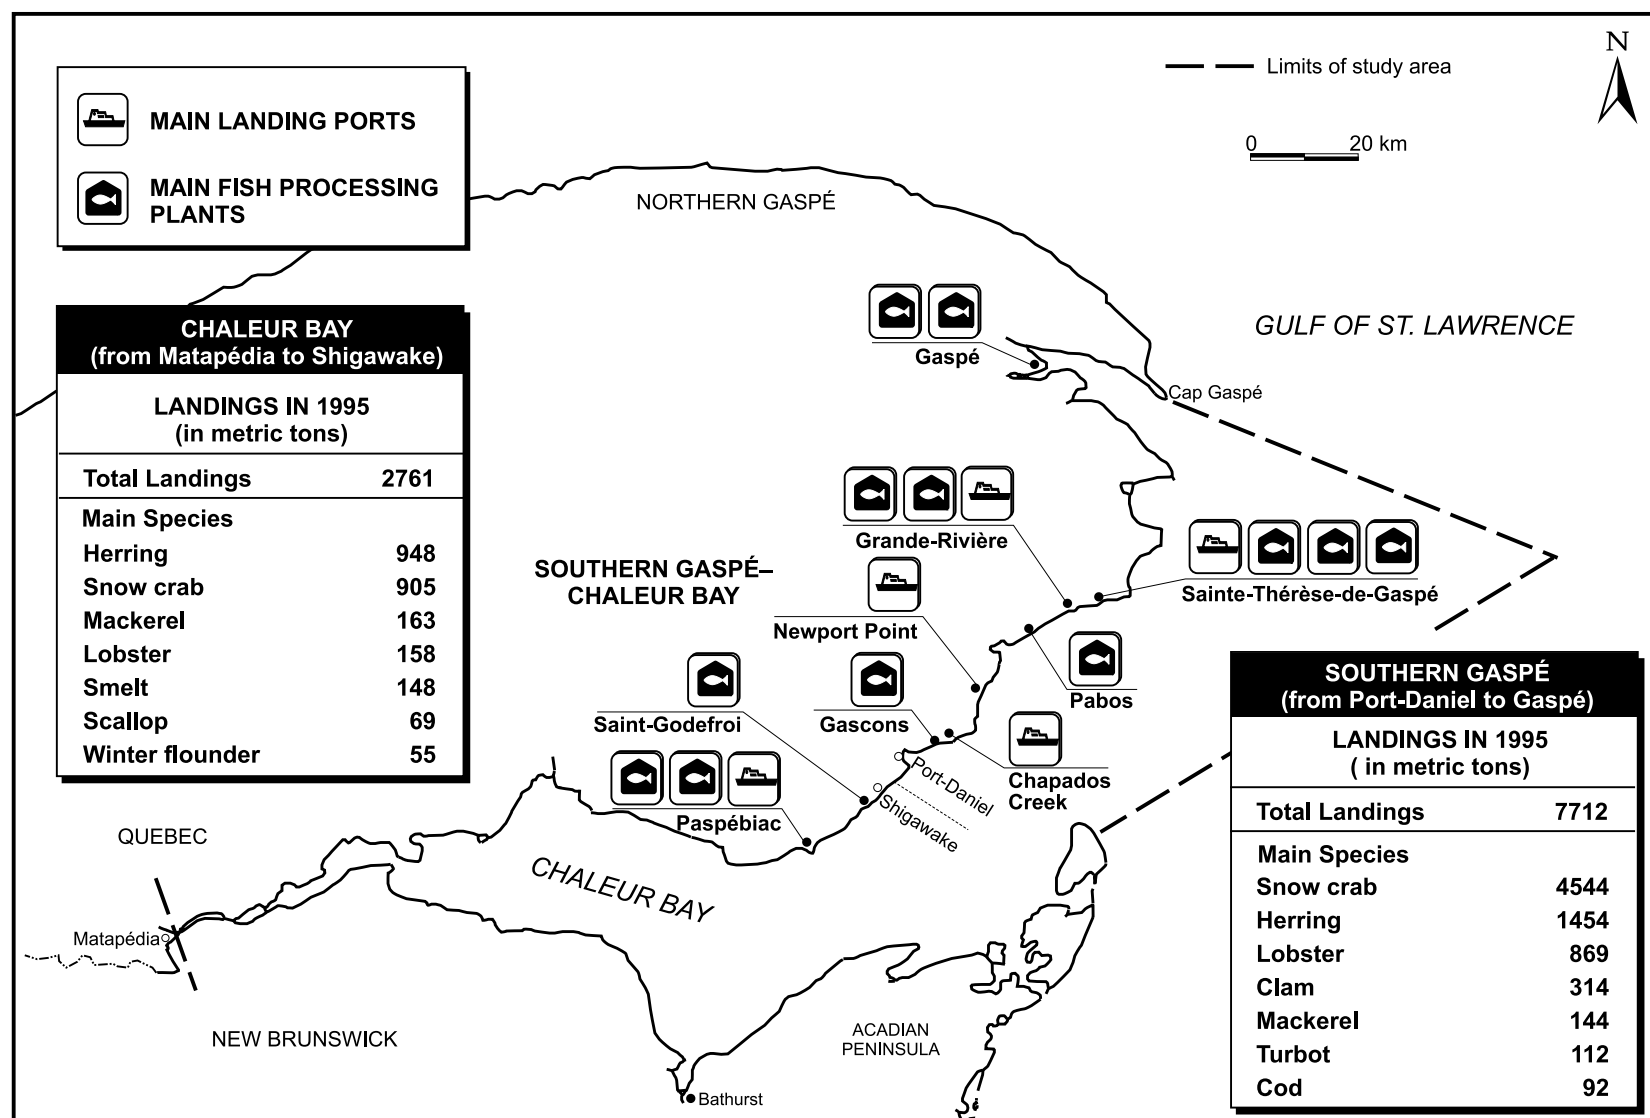 N
Limits of study area
0 20 km
MAIN LANDING PORTS
MAIN FISH PROCESSING
PLANTS
NORTHERN GASPÉ
GULF OF ST. LAWRENCE
CHALEUR BAY
(from Matapédia to Shigawake)
LANDINGS IN 1995
(in metric tons)
Total Landings 2761
Main Species
Herring 948
Snow crab 905
Mackerel 163
Lobster 158
Smelt 148
Scallop 69
Winter flounder 55
Gaspé
Cap Gaspé
Grande-Rivière
SOUTHERN GASPÉ–
CHALEUR BAY
Sainte-Thérèse-de-Gaspé
Newport Point
Pabos
Saint-Godefroi
Gascons
Port-Daniel
Shigawake
Chapados
Creek
Paspébiac
QUEBEC
CHALEUR BAY
Matapédia
NEW BRUNSWICK
ACADIAN
PENINSULA
Bathurst
SOUTHERN GASPÉ
(from Port-Daniel to Gaspé)
LANDINGS IN 1995
( in metric tons)
Total Landings 7712
Main Species
Snow crab 4544
Herring 1454
Lobster 869
Clam 314
Mackerel 144
Turbot 112
Cod 92